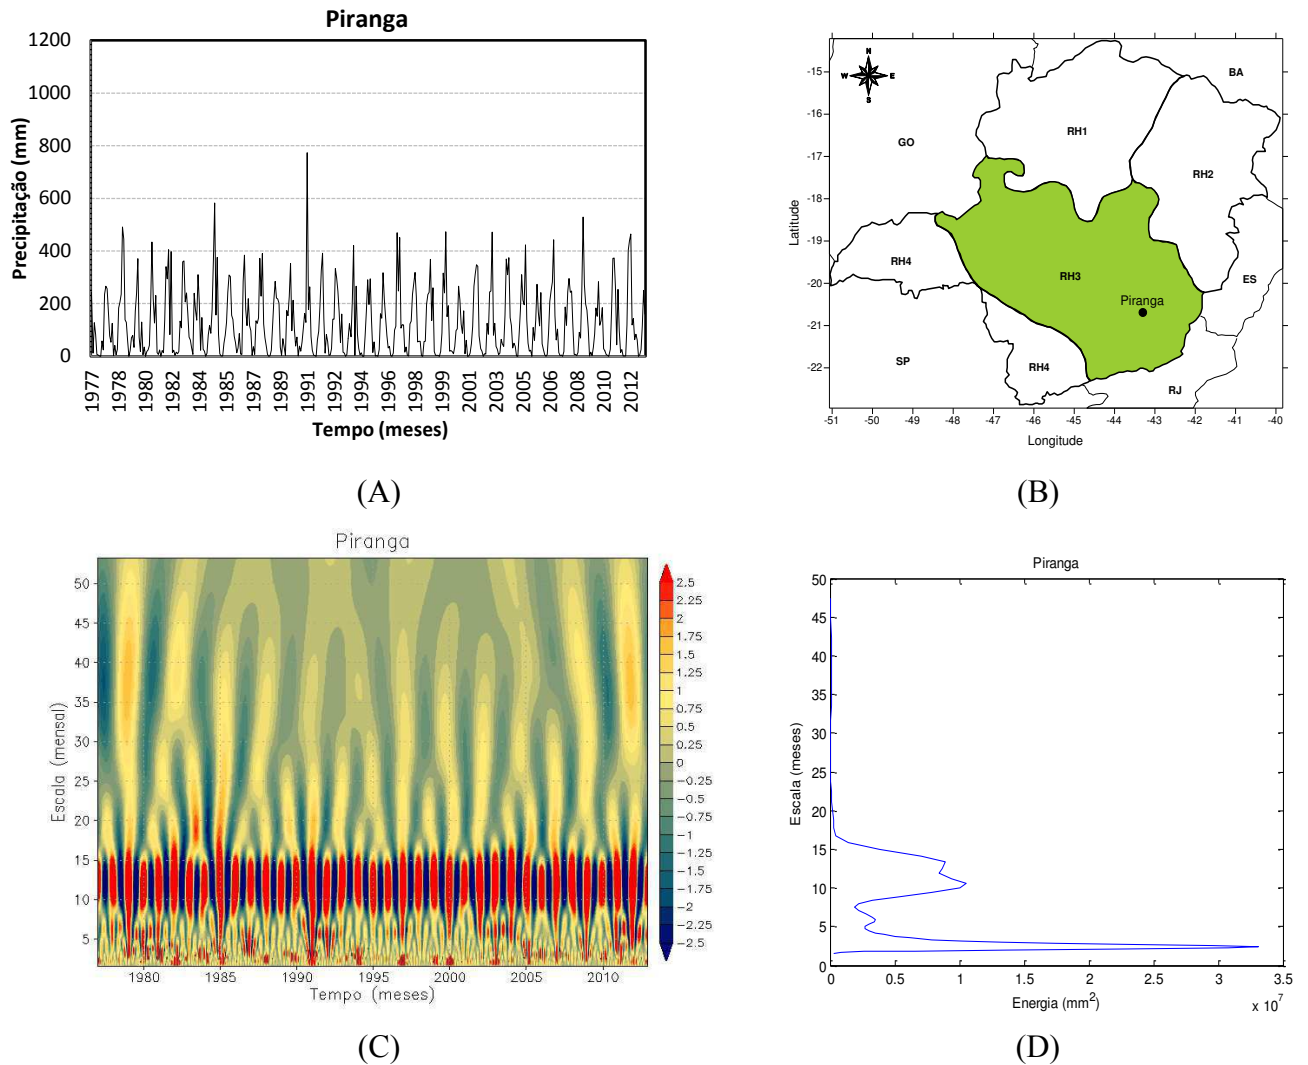 Piranga
1200
1000
800
600
400
200
0
Precipitação (mm)
1977 1978 1980 1982 1984 1985 1987 1989 1991 1992 1994 1996 1998 1999 2001 2003 2005 2006 2008 2010 2012
Tempo (meses)
(A)
N
W E
S
BA
GO
RH1
RH2
RH4
RH3
ES
Piranga
SP
RH4
RJ
-15
-16
-17
-18
-19
-20
-21
-22
Latitude
-51 -50 -49 -48 -47 -46 -45 -44 -43 -42 -41 -40
Longitude
(B)
Piranga
50
45
40
35
30
25
20
15
10
5
Escala (mensal)
1980 1985 1990 1995 2000 2005 2010
Tempo (meses)
2.5
2.25
2
1.75
1.5
1.25
1
0.75
0.5
0.25
0
-0.25
-0.5
-0.75
-1
-1.25
-1.5
-1.75
-2
-2.25
-2.5
(C)
Piranga
50
45
40
35
30
25
20
15
10
5
0
Escala (meses)
0 0.5 1 1.5 2 2.5 3 3.5
Energia (mm²)
x 10⁷
(D)